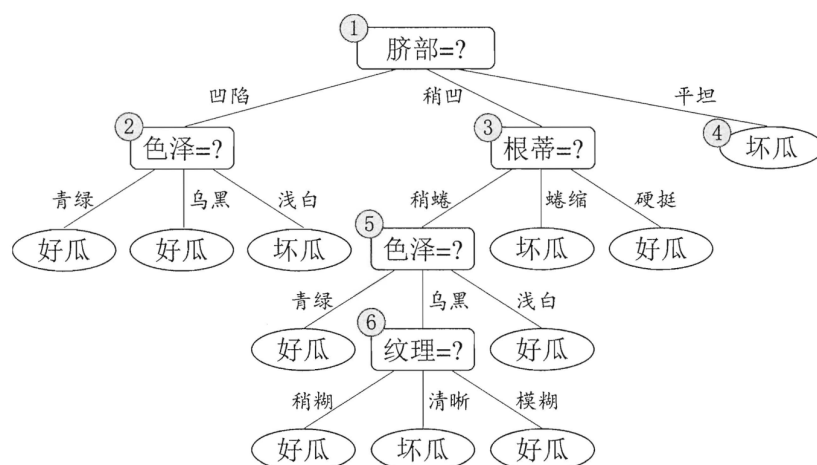 ① 脐部=?
凹陷 稍凹 平坦
② 色泽=? ③ 根蒂=? ④ 坏瓜
青绿 乌黑 浅白 稍蜷 蜷缩 硬挺
好瓜 好瓜 坏瓜 ⑤ 色泽=? 坏瓜 好瓜
青绿 乌黑 浅白
好瓜 ⑥ 纹理=? 好瓜
稍糊 清晰 模糊
好瓜 坏瓜 好瓜